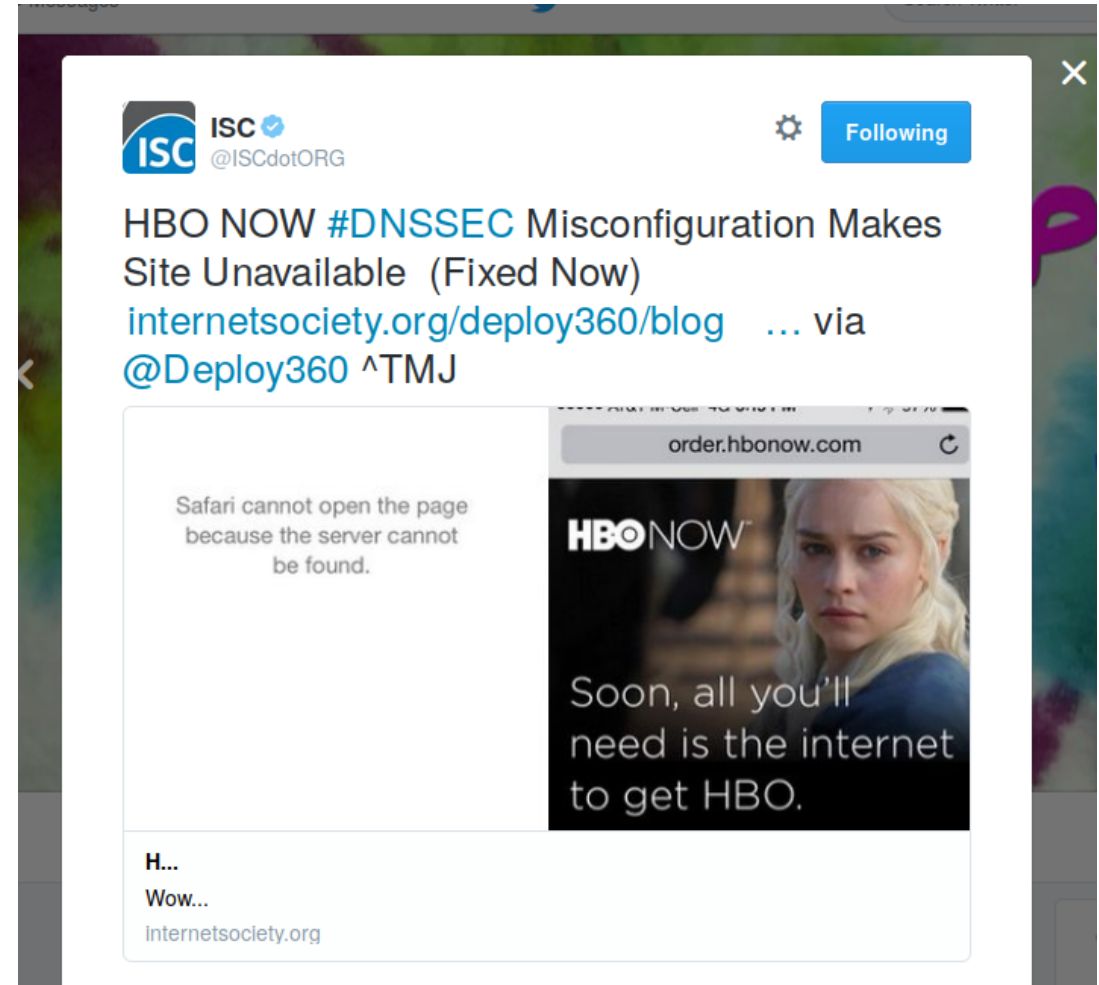 ISC
ISC
Following
@ISCdotORG
HBO NOW #DNSSEC Misconfiguration Makes
Site Unavailable (Fixed Now)
internetsociety.org/deploy360/blog … via
@Deploy360 ^TMJ
order.hbonow.com
Safari cannot open the page
because the server cannot
be found.
HBONOW
Soon, all you'll
need is the internet
to get HBO.
H...
Wow...
internetsociety.org